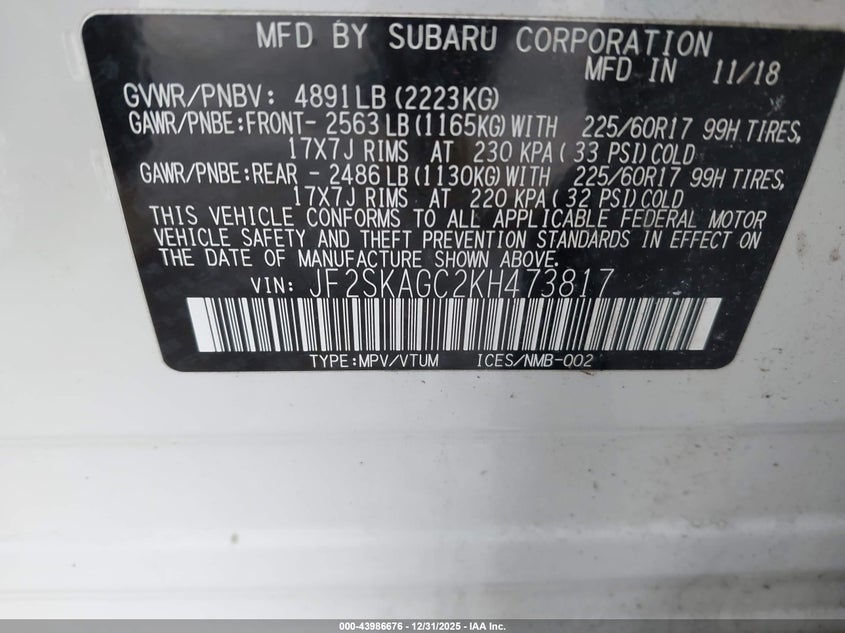 MFD BY SUBARU CORPORATION
MFD IN 11/18
GVWR/PNBV: 4891LB(2223KG)
GAWR/PNBE:FRONT- 2563LB(1165KG)WITH 225/60R17 99H TIRES,
17X7J RIMS AT 230 KPA(33 PSI)COLD
GAWR/PNBE:REAR - 2486LB(1130KG)WITH 225/60R17 99H TIRES,
17X7J RIMS AT 220 KPA(32 PSI)COLD
THIS VEHICLE CONFORMS TO ALL APPLICABLE FEDERAL MOTOR
VEHICLE SAFETY AND THEFT PREVENTION STANDARDS IN EFFECT ON
THE DATE OF MANUFACTURE SHOWN ABOVE.
VIN: JF2SKAGC2KH473817
TYPE:MPV/VTUM ICES/NMB-002
000-43986676 - 12/31/2025 - IAA Inc.